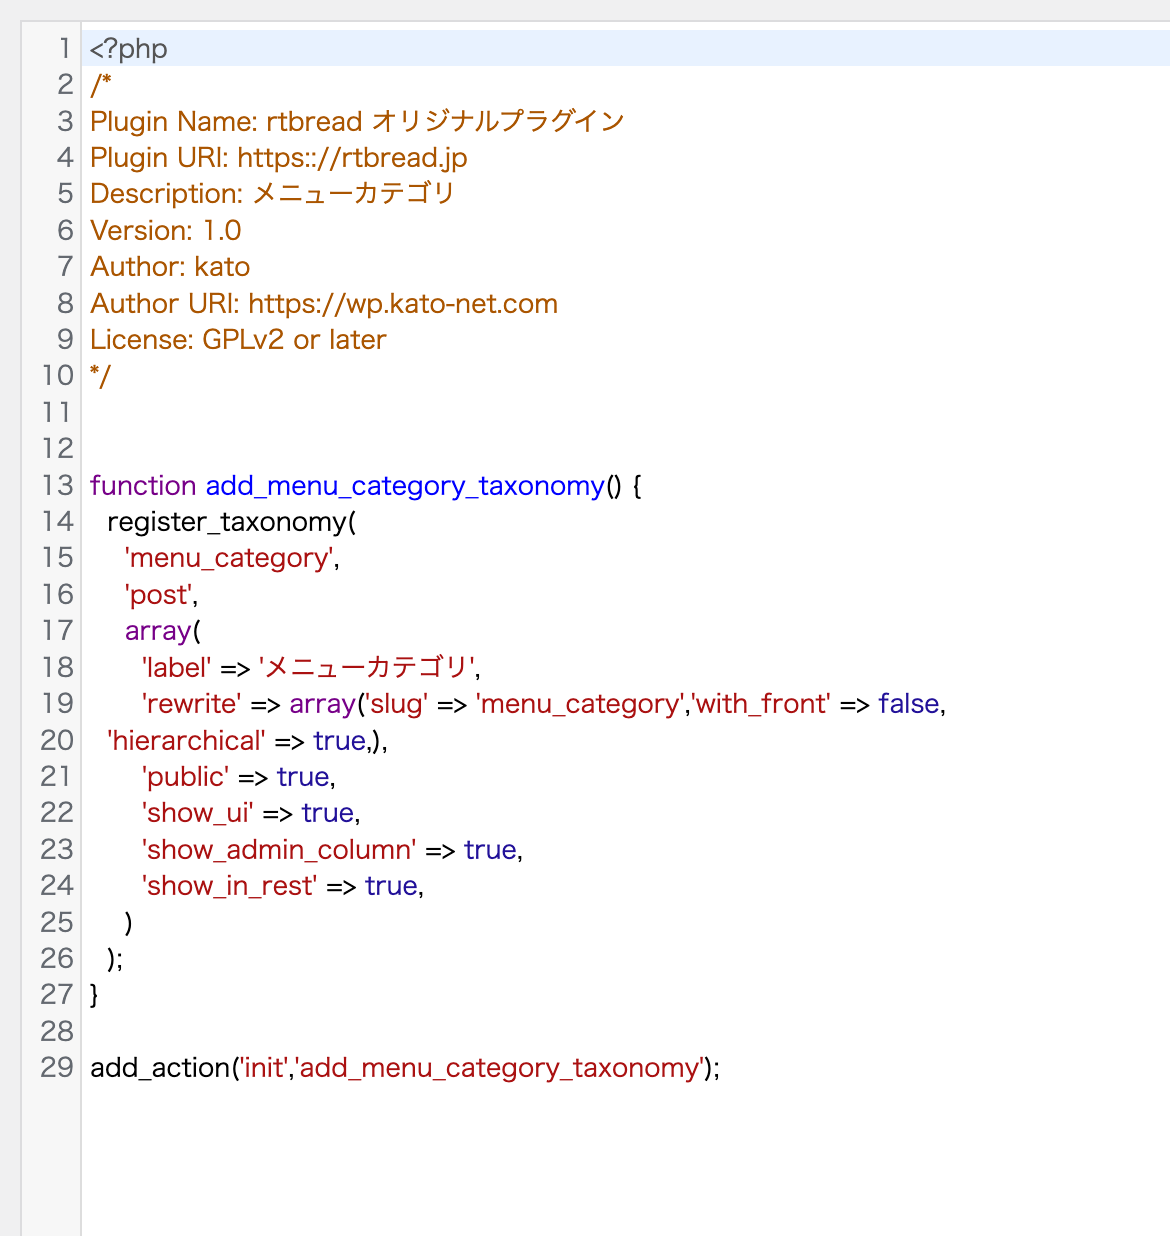 1 <?php
2 /*
3 Plugin Name: rtbread オリジナルプラグイン
4 Plugin URI: https:://rtbread.jp
5 Description: メニューカテゴリ
6 Version: 1.0
7 Author: kato
8 Author URI: https://wp.kato-net.com
9 License: GPLv2 or later
10 */
11
12
13 function add_menu_category_taxonomy() {
14 register_taxonomy(
15 'menu_category',
16 'post',
17 array(
18 'label' => 'メニューカテゴリ',
19 'rewrite' => array('slug' => 'menu_category','with_front' => false,
20 'hierarchical' => true,),
21 'public' => true,
22 'show_ui' => true,
23 'show_admin_column' => true,
24 'show_in_rest' => true,
25 )
26 );
27 }
28
29 add_action('init','add_menu_category_taxonomy');